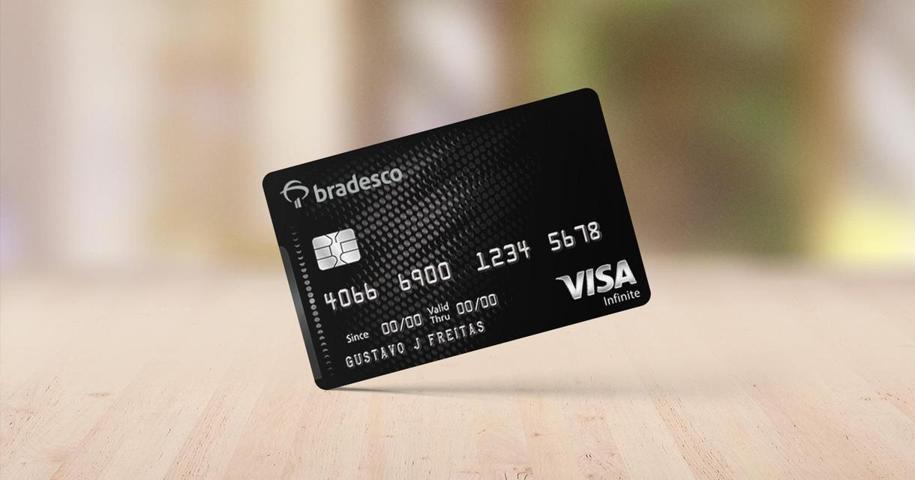 bradesco
4066 6900 1234 5678
Since 00/00 Valid Thru 00/00
GUSTAVO J FREITAS
VISA
Infinite